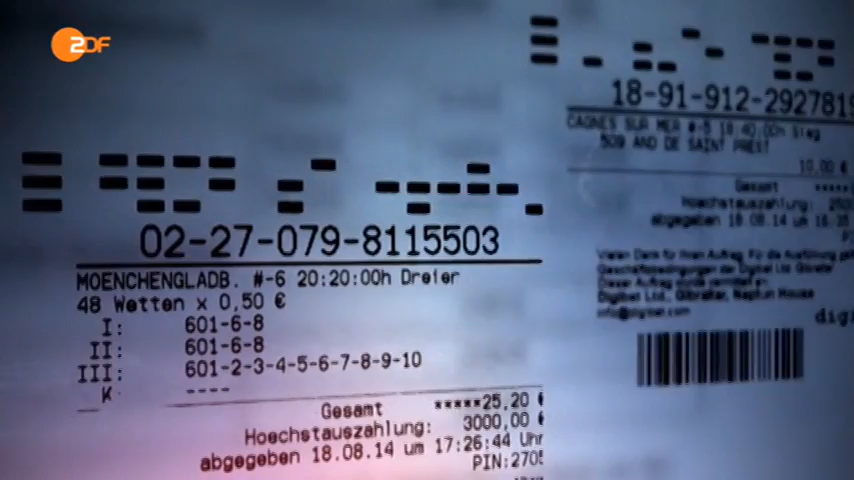 ZDF
02-27-079-8115503
MOENCHENGLADB. #-6 20:20:00h Dreier
48 Wetten x 0,50 €
I: 601-6-8
II: 601-6-8
III: 601-2-3-4-5-6-7-8-9-10
K ----
Gesamt *****25,20
Hoechstauszahlung: 3000,00
abgegeben 18.08.14 um 17:26:44 Uhr
PIN:270
18-91-912-292781
CAGNES SUR MER #-5 18:40:00h Sieg
509 AND DE SAINT PREST
10,00 €
Gesamt *****
Hoechstauszahlung:
abgegeben 18.08.14 um
Vielen Dank für Ihren Auftrag. Für die Ausführung
Geschäftsbedingungen der Digibet Ltd. Gibraltar
Dieser Auftrag wurde vermittelt
Digibet Ltd., Gibraltar, Neptun House
info@digibet.com
digi